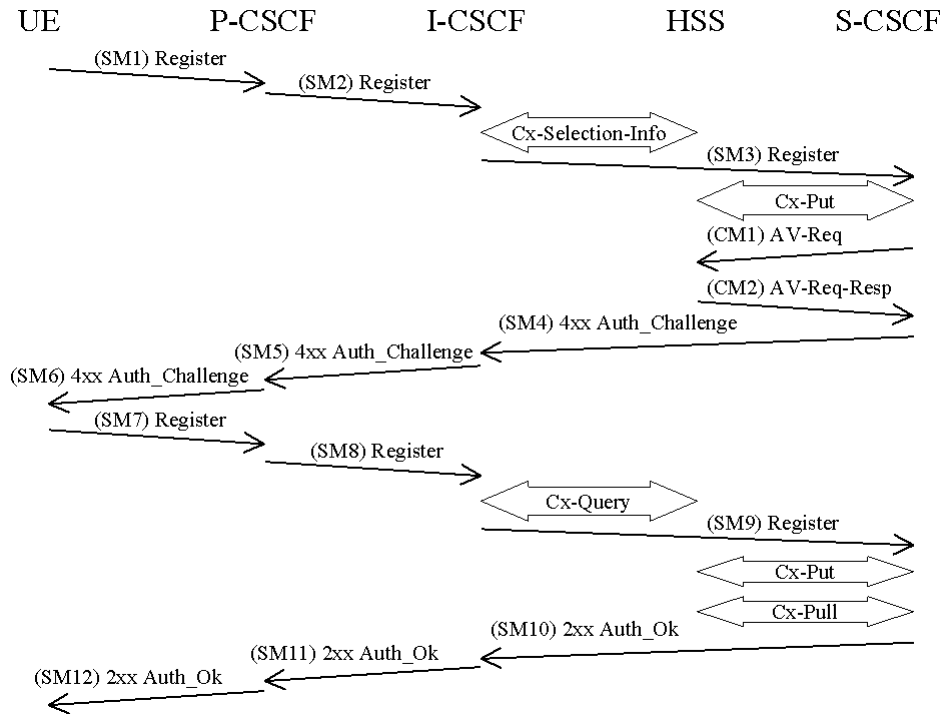 UE P-CSCF I-CSCF HSS S-CSCF
(SM1) Register
(SM2) Register
Cx-Selection-Info
(SM3) Register
Cx-Put
(CM1) AV-Req
(CM2) AV-Req-Resp
(SM4) 4xx Auth_Challenge
(SM5) 4xx Auth_Challenge
(SM6) 4xx Auth_Challenge
(SM7) Register
(SM8) Register
Cx-Query
(SM9) Register
Cx-Put
Cx-Pull
(SM10) 2xx Auth_Ok
(SM11) 2xx Auth_Ok
(SM12) 2xx Auth_Ok